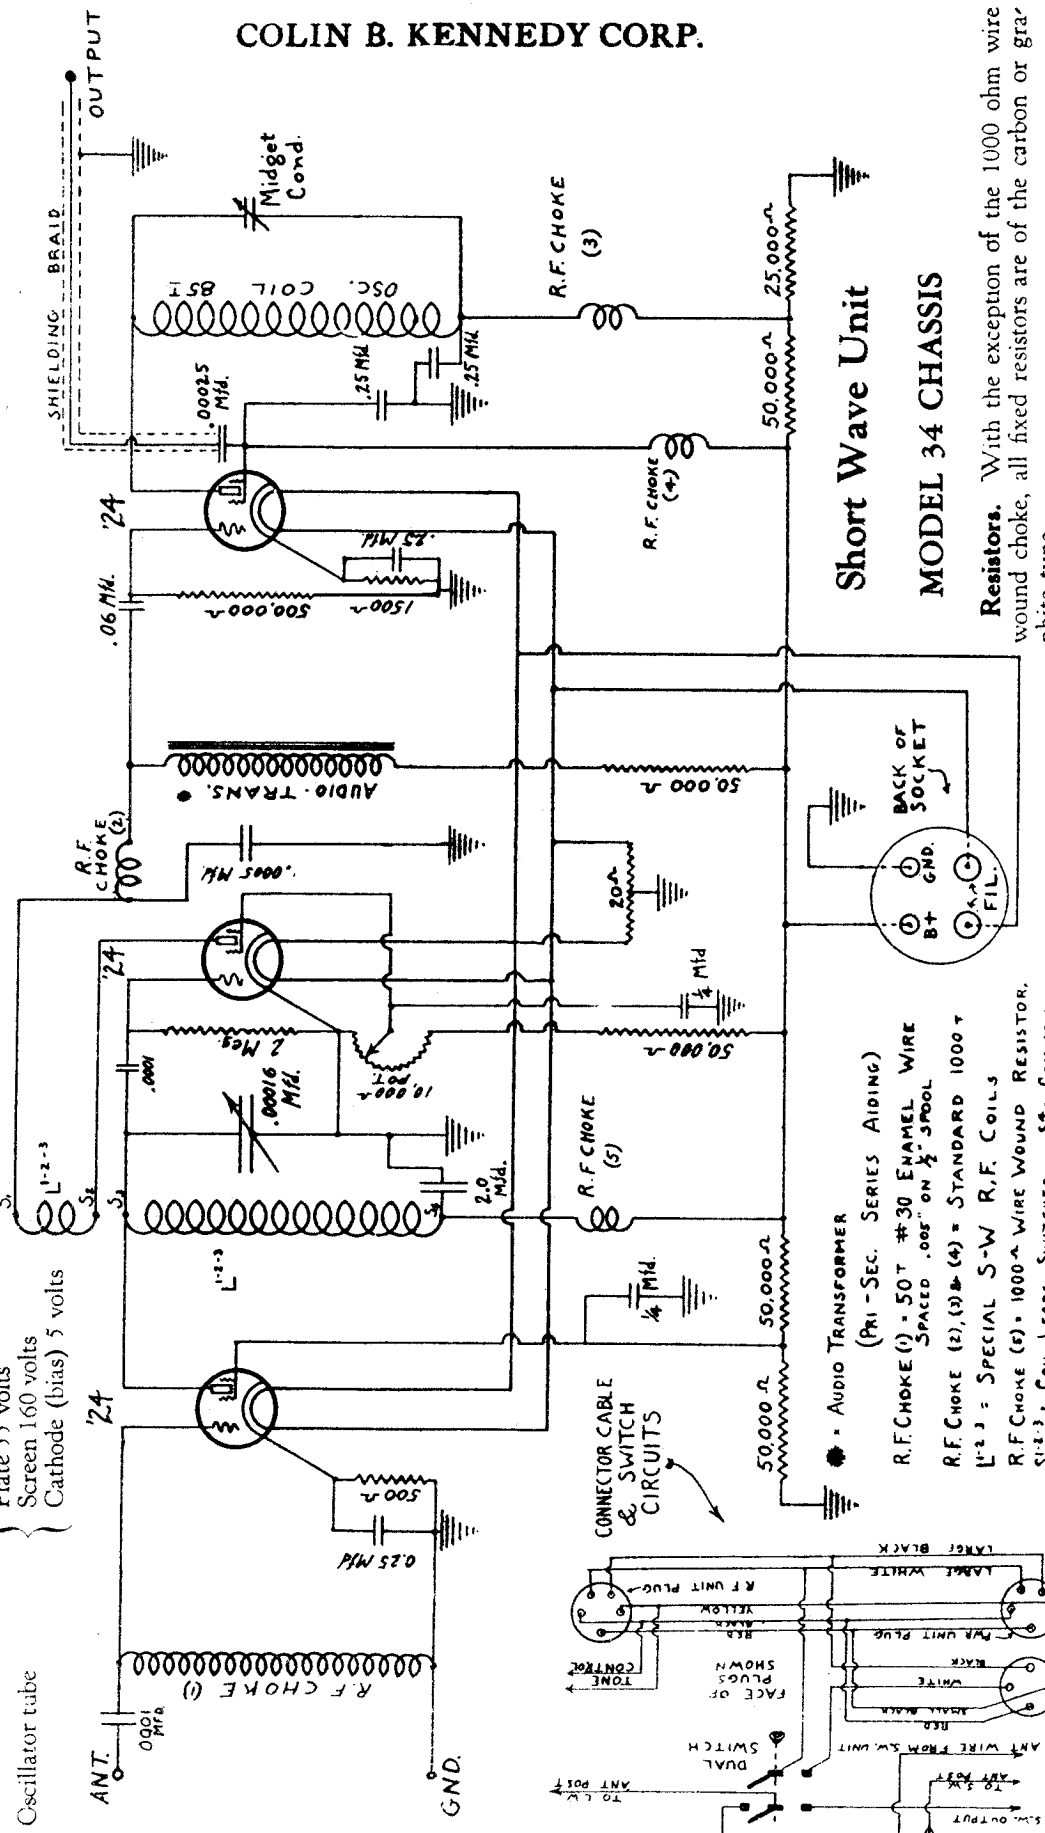 COLIN B. KENNEDY CORP.
Oscillator tube
Plate
volts
Screen 160 volts
Cathode (bias) 5 volts
OUTPUT
SHIELDING BRAID
Midget
Cond.
OSC. COIL 85T
.00025
Mfd.
.25 Mfd.
.25 Mfd.
R.F. CHOKE
(3)
R.F. CHOKE
(4)
25,000Ω
50,000Ω
'24
.06 Mfd.
500,000Ω
1500Ω
.25 Mfd.
AUDIO-TRANS.
50,000Ω
R.F.
CHOKE
(2)
.0005 Mfd.
'24
20Ω
.0001
2 Meg.
10,000Ω
POT.
.00016
Mfd.
¼ Mfd
50,000Ω
S1
L1-2-3
S2
S3
L1-2-3
S4
2.0
Mfd.
R.F CHOKE
(5)
¼ Mfd.
50,000Ω
50,000Ω
'24
500Ω
0.25 Mfd
R.F CHOKE (1)
.0001
MFD.
ANT.
GND.
Short Wave Unit
MODEL 34 CHASSIS
Resistors. With the exception of the 1000 ohm wire
wound choke, all fixed resistors are of the carbon or
BACK OF
SOCKET
GND.
B+
FIL.
= AUDIO TRANSFORMER
(PRI-SEC. SERIES AIDING)
R.F. CHOKE (1) = 50T #30 ENAMEL WIRE
SPACED .005" ON ½" SPOOL
R.F. CHOKE (2), (3) & (4) = STANDARD 1000 T
L1-2-3 = SPECIAL S-W R.F. COILS
R.F CHOKE (5) = 1000Ω WIRE WOUND RESISTOR.
CONNECTOR CABLE
& SWITCH
CIRCUITS
LARGE BLACK
LARGE WHITE
R F UNIT PLUG
YELLOW
BLACK
RED
PWR UNIT PLUG
TONE
CONTROL
FACE OF
PLUGS
SHOWN
BLACK
WHITE
SMALL BLACK
RED
DUAL
SWITCH
ANT WIRE FROM S.W. UNIT
TO L W
ANT POST
TO S.W.
ANT POST
S.W. OUTPUT